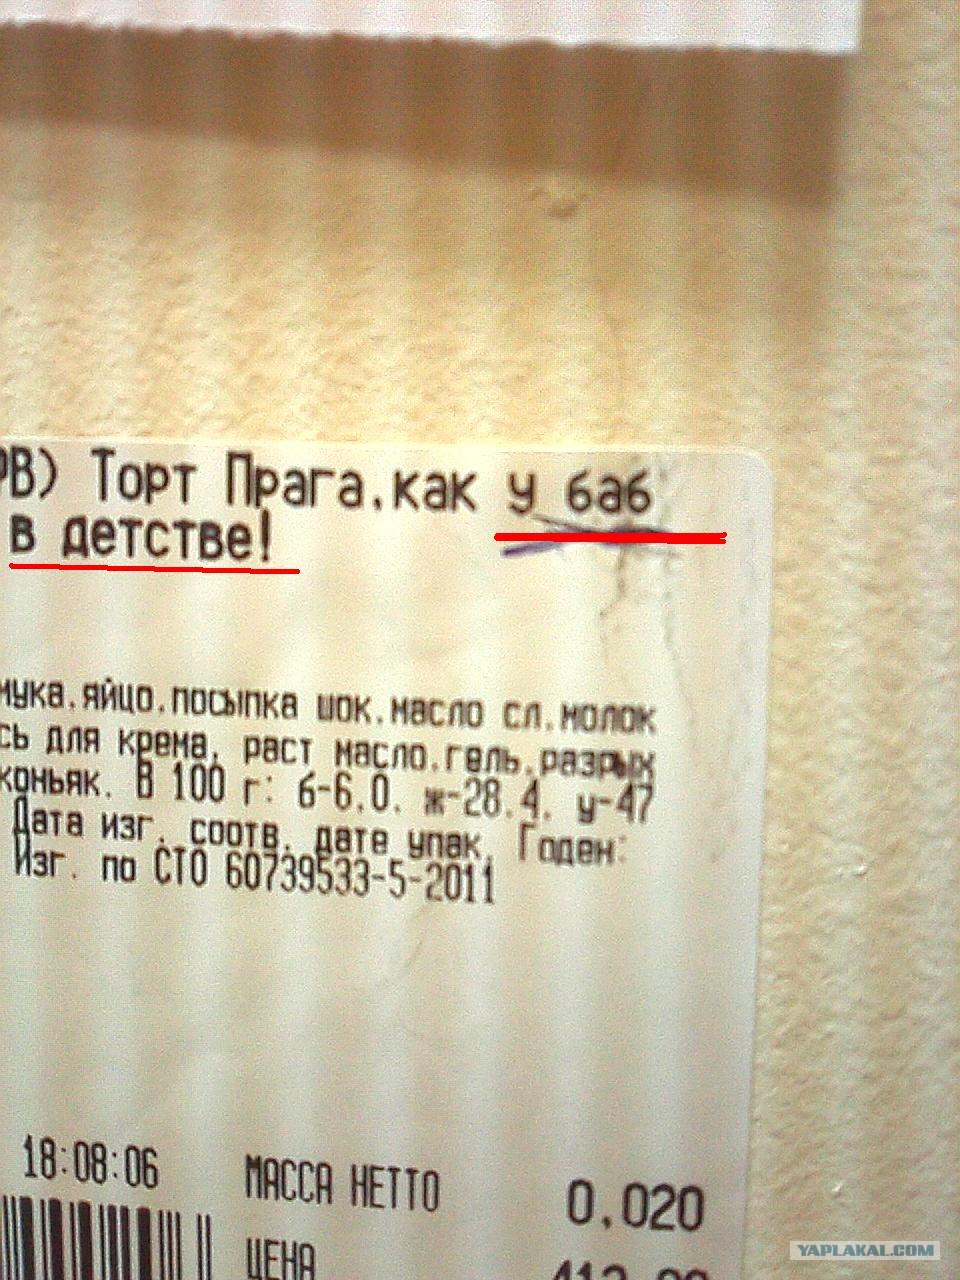 РВ) Торт Прага,как у баб
в детстве!
мука,яйцо,посыпка шок,масло сл,молок
сь для крема, раст масло,гель,разрых
коньяк. В 100 г: б-6.0, ж-28.4, у-47
Дата изг. соотв. дате упак. Годен:
Изг. по СТО 60739533-5-2011
18:08:06 МАССА НЕТТО 0,020
ЦЕНА
YAPLAKAL.COM